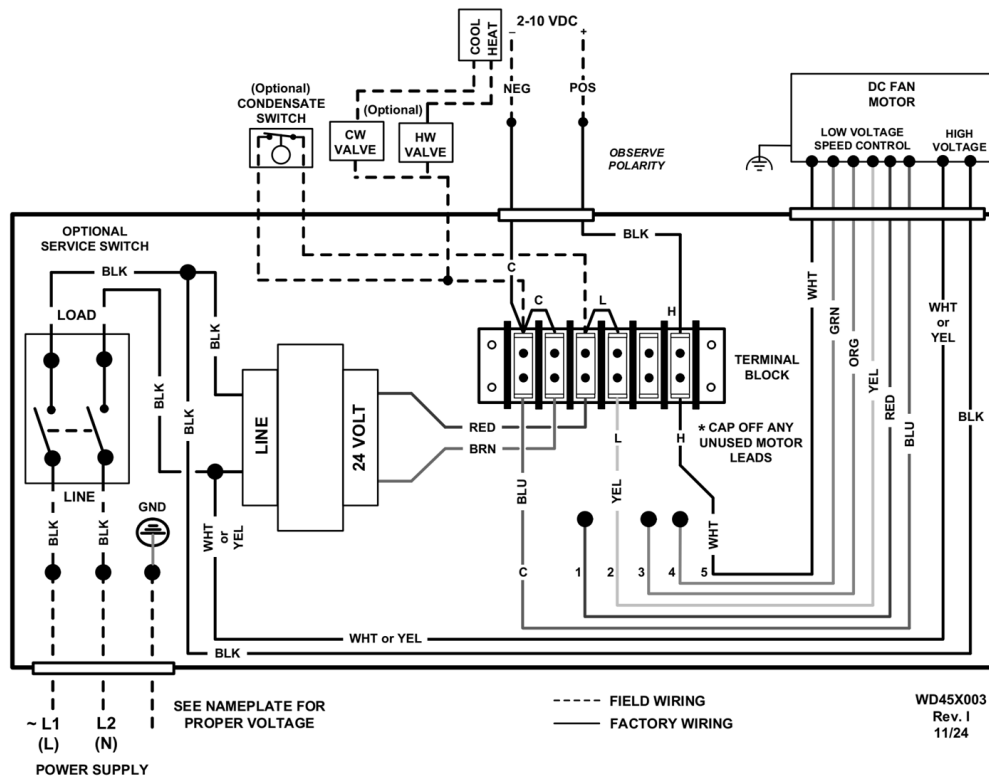 COOL
HEAT
2-10 VDC
–
+
NEG
POS
(Optional)
CONDENSATE
SWITCH
(Optional)
CW
VALVE
HW
VALVE
OBSERVE
POLARITY
DC FAN
MOTOR
LOW VOLTAGE
SPEED CONTROL
HIGH
VOLTAGE
OPTIONAL
SERVICE SWITCH
BLK
LOAD
LINE
BLK
BLK
BLK
BLK
BLK
GND
WHT
or
YEL
LINE
24 VOLT
RED
BRN
C
C
L
H
BLK
TERMINAL
BLOCK
* CAP OFF ANY
UNUSED MOTOR
LEADS
L
H
BLU
YEL
WHT
C
1
2
3
4
5
WHT
GRN
ORG
YEL
RED
BLU
WHT
or
YEL
BLK
WHT or YEL
BLK
~ L1
(L)
L2
(N)
POWER SUPPLY
SEE NAMEPLATE FOR
PROPER VOLTAGE
FIELD WIRING
FACTORY WIRING
WD45X003
Rev. I
11/24